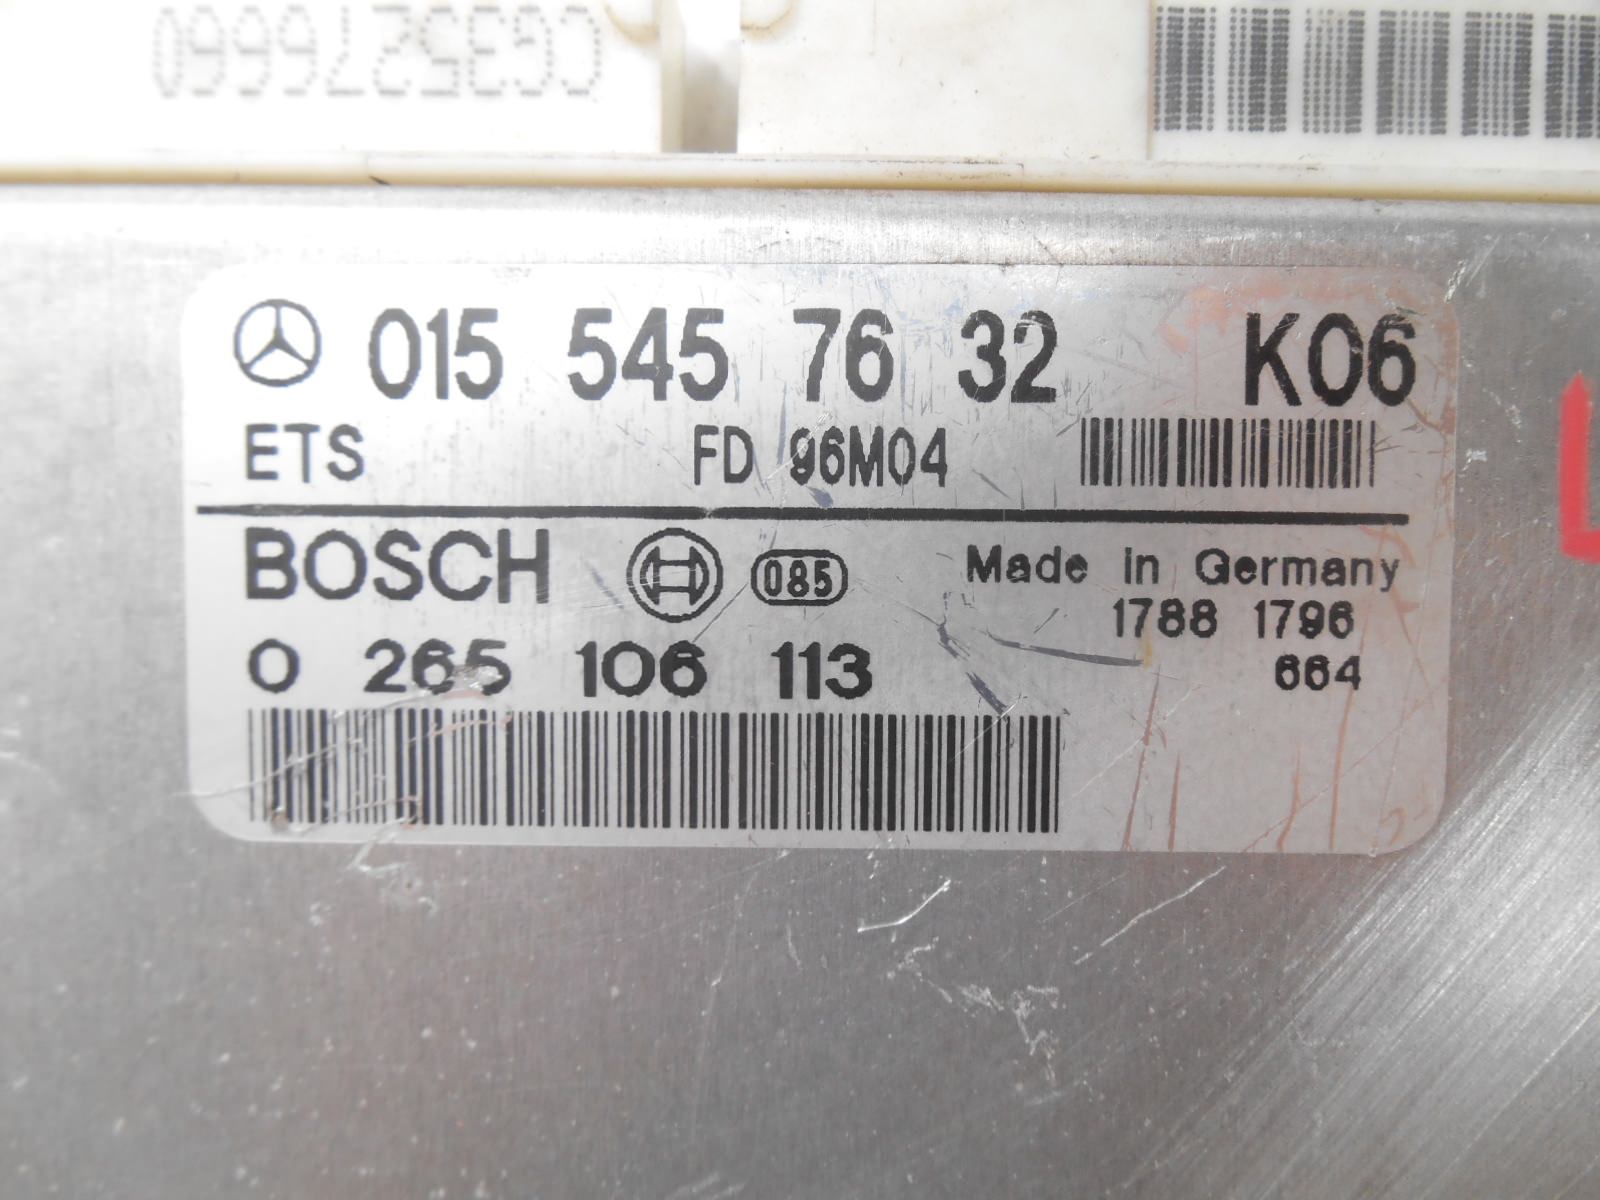 CG35276660
015 545 76 32 K06
ETS FD 96M04
BOSCH 085 Made in Germany
1788 1796
0 265 106 113 664